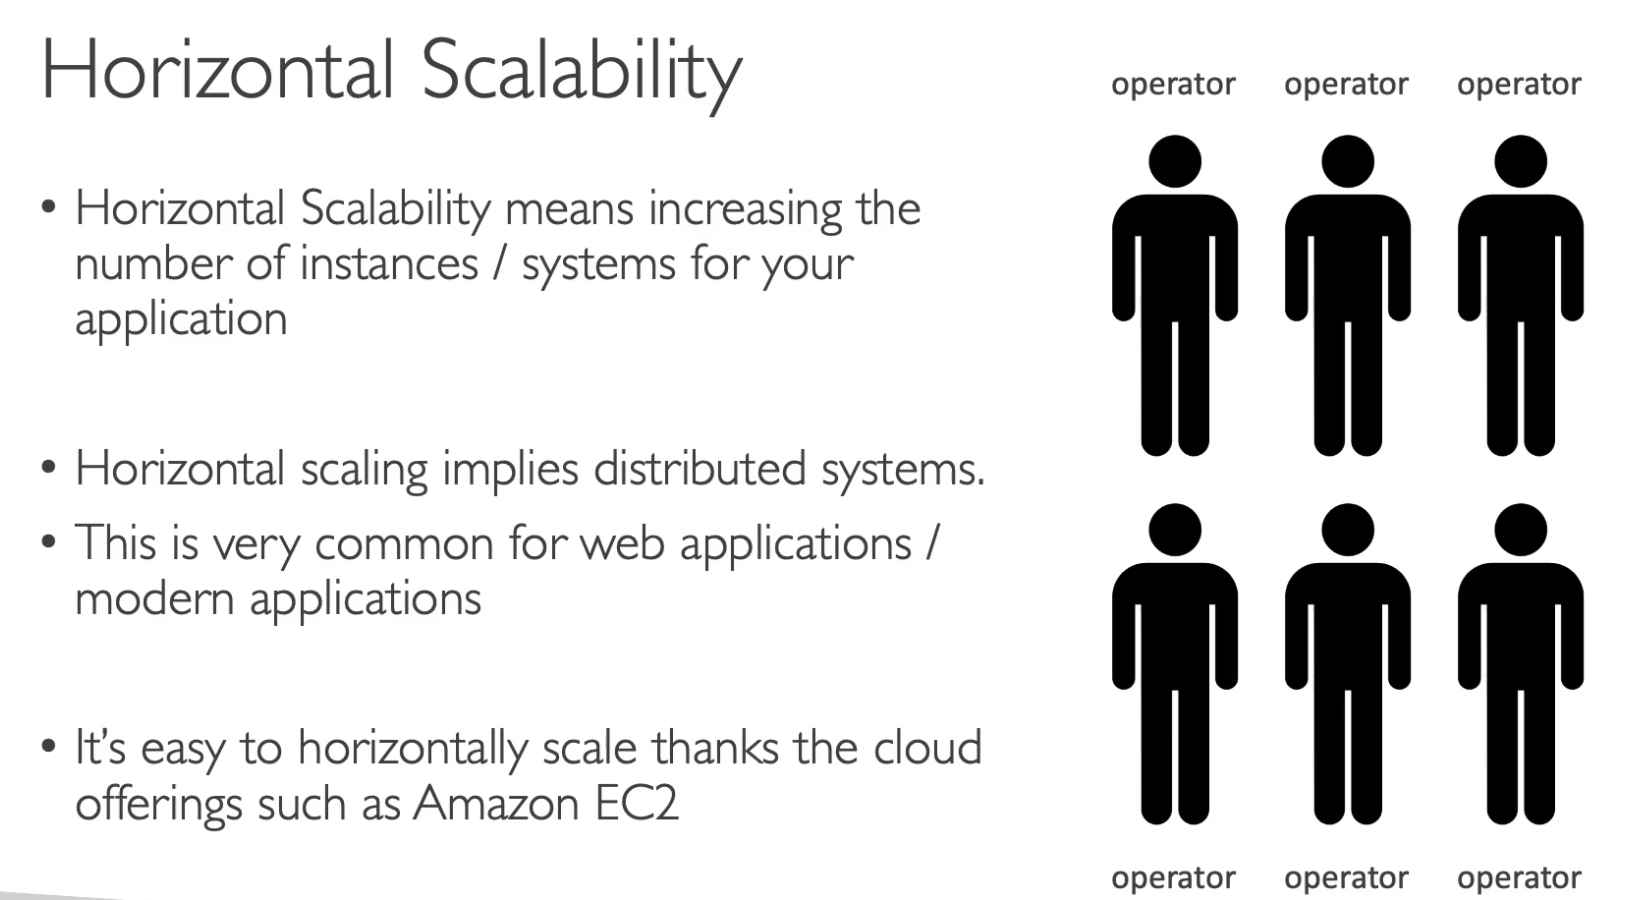 Horizontal Scalability
• Horizontal Scalability means increasing the
number of instances / systems for your
application
• Horizontal scaling implies distributed systems.
• This is very common for web applications /
modern applications
• It’s easy to horizontally scale thanks the cloud
offerings such as Amazon EC2
operator operator operator
operator operator operator